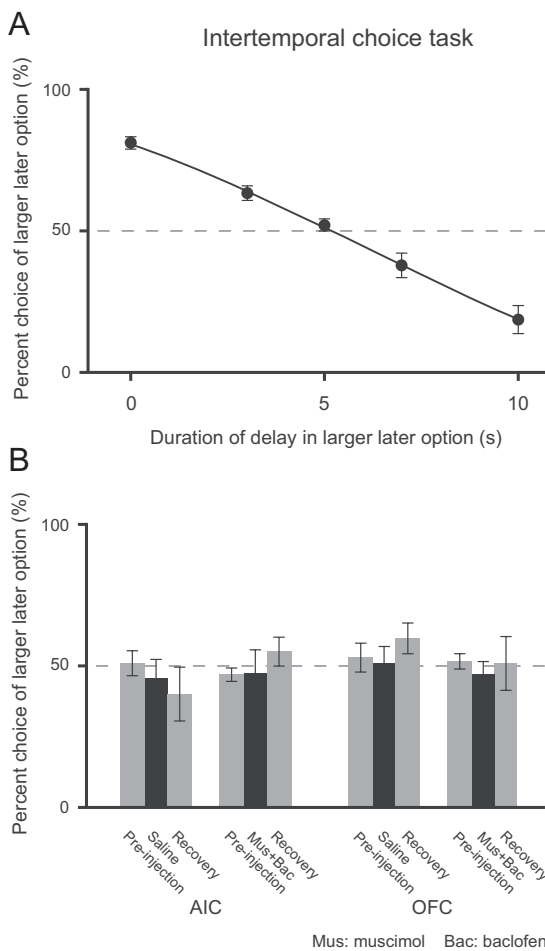 A
Intertemporal choice task
Percent choice of larger later option (%)
100
50
0
0
5
10
Duration of delay in larger later option (s)
B
Percent choice of larger later option (%)
100
50
0
Pre-injection
Saline
Recovery
Pre-injection
Mus+Bac
Recovery
Pre-injection
Saline
Recovery
Pre-injection
Mus+Bac
Recovery
AIC
OFC
Mus: muscimol Bac: baclofen